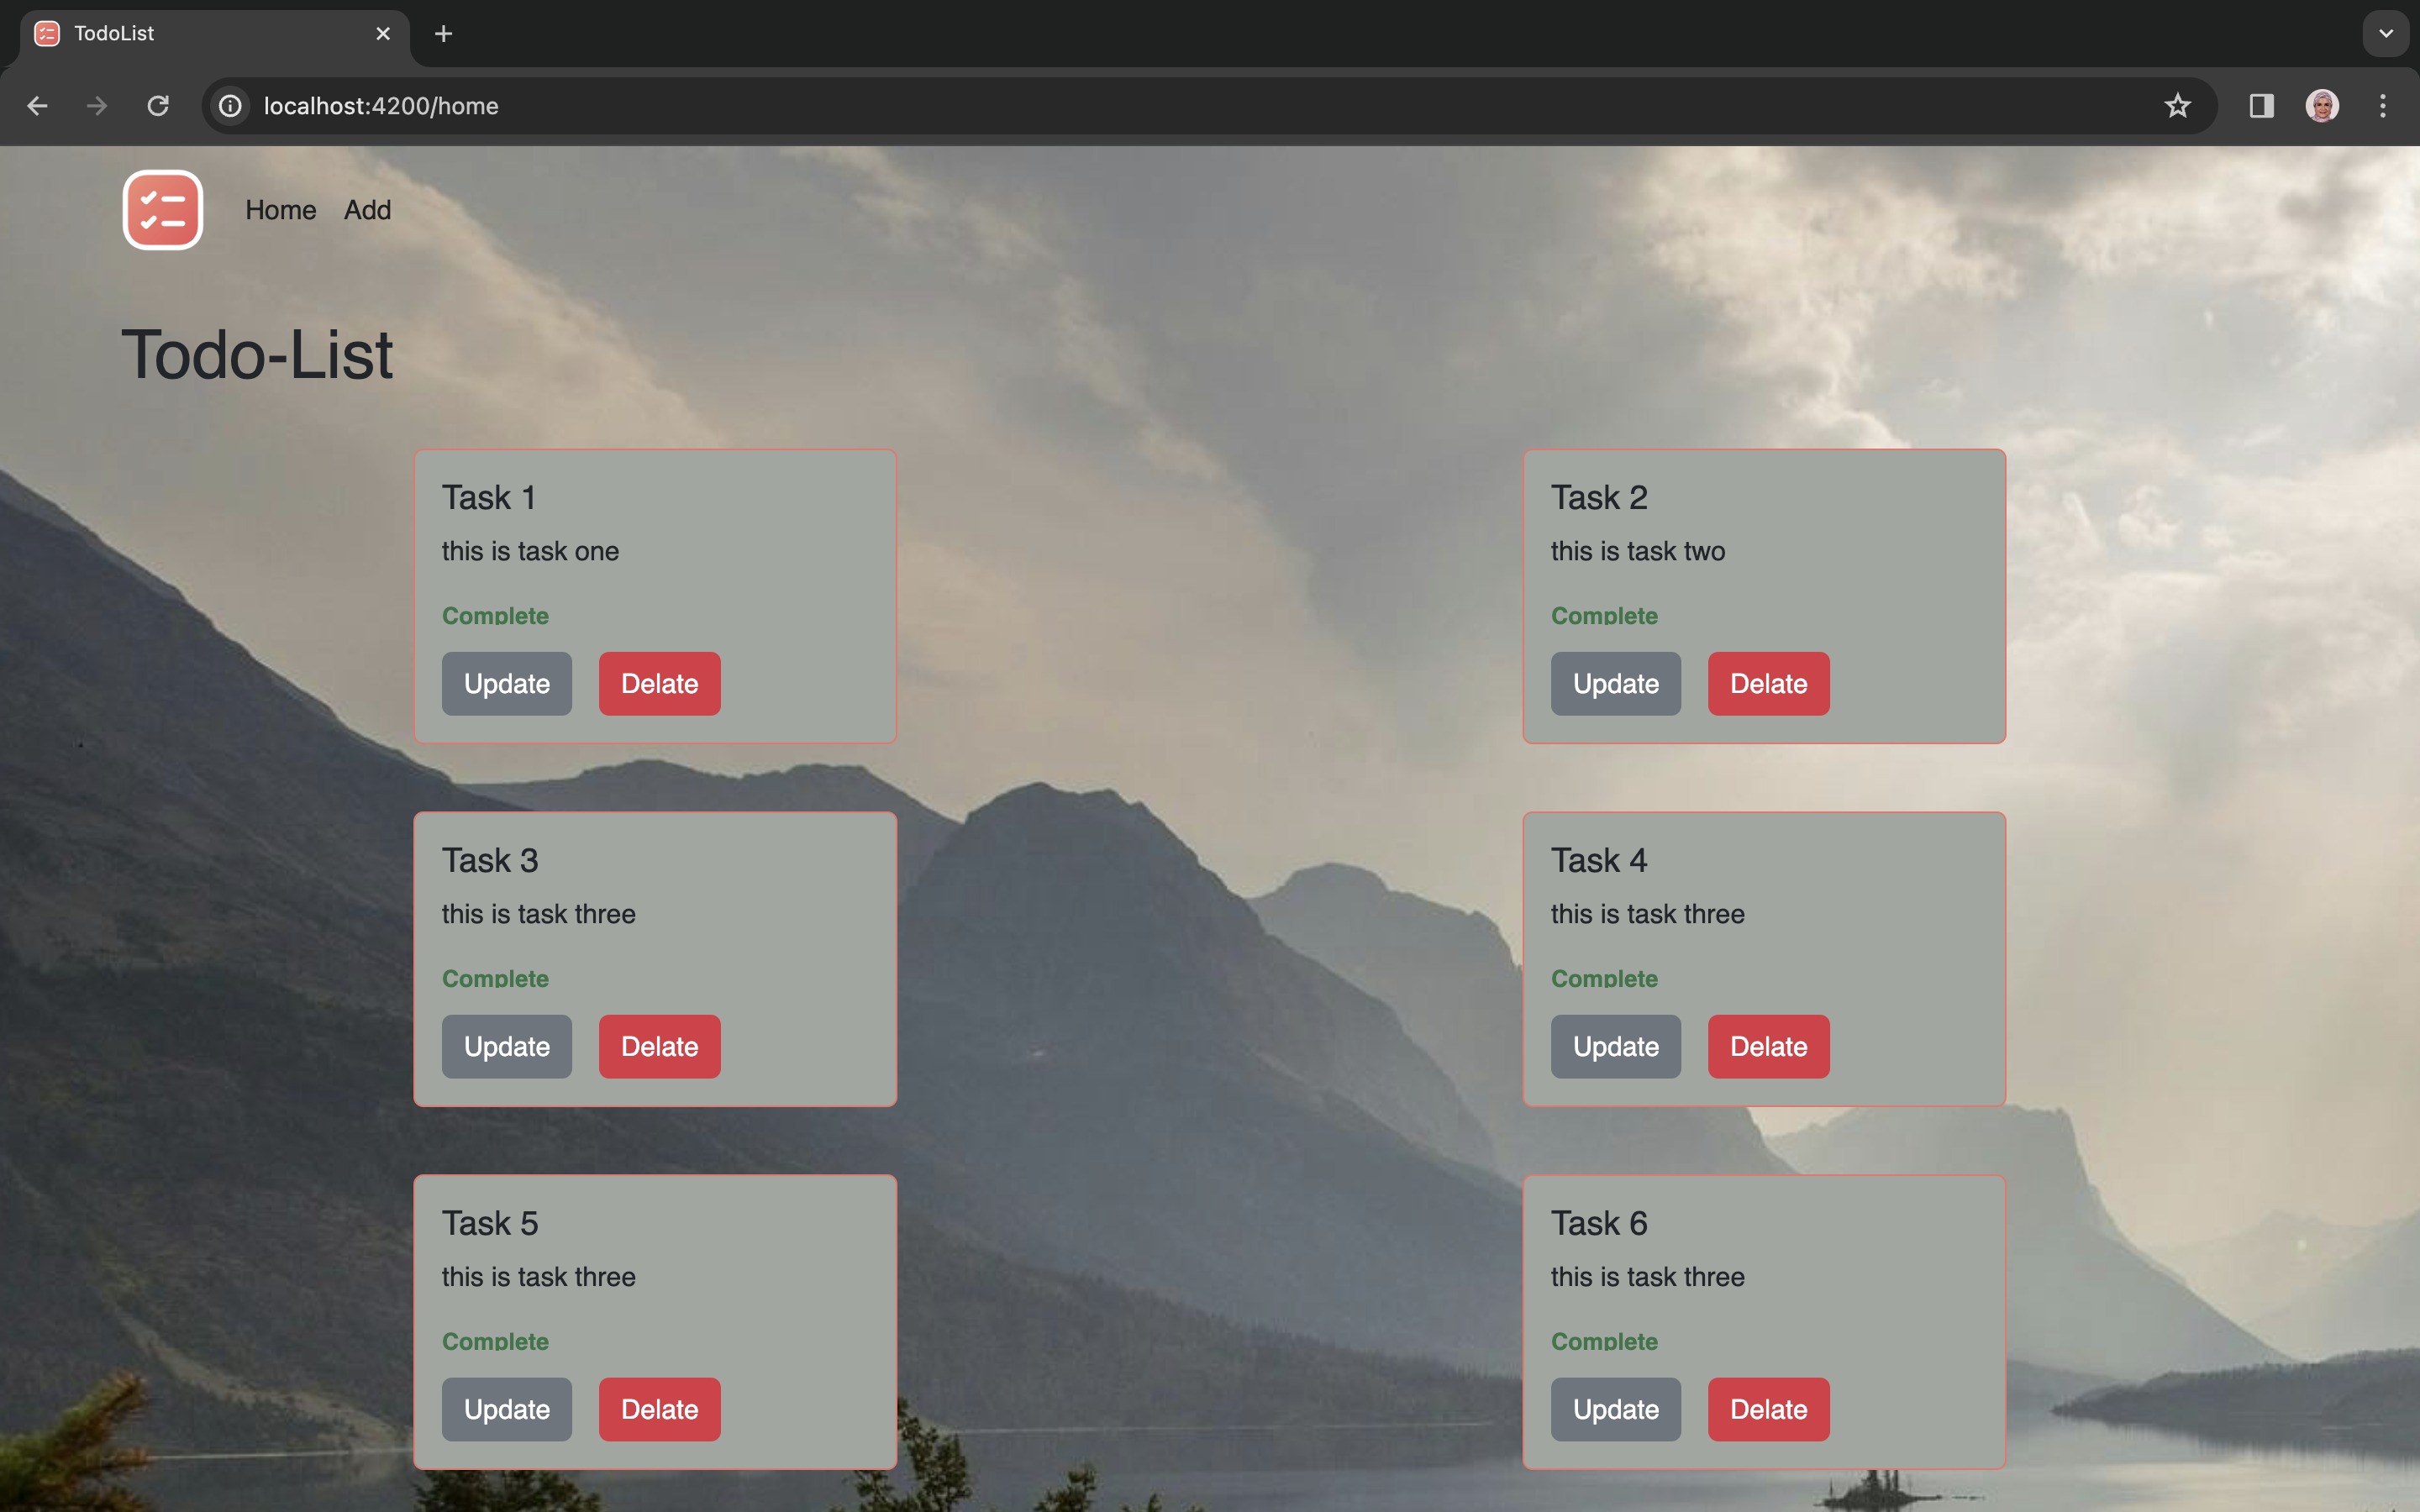 TodoList
localhost:4200/home
Home Add
Todo-List
Task 1
this is task one
Complete
Update Delate
Task 2
this is task two
Complete
Update Delate
Task 3
this is task three
Complete
Update Delate
Task 4
this is task three
Complete
Update Delate
Task 5
this is task three
Complete
Update Delate
Task 6
this is task three
Complete
Update Delate